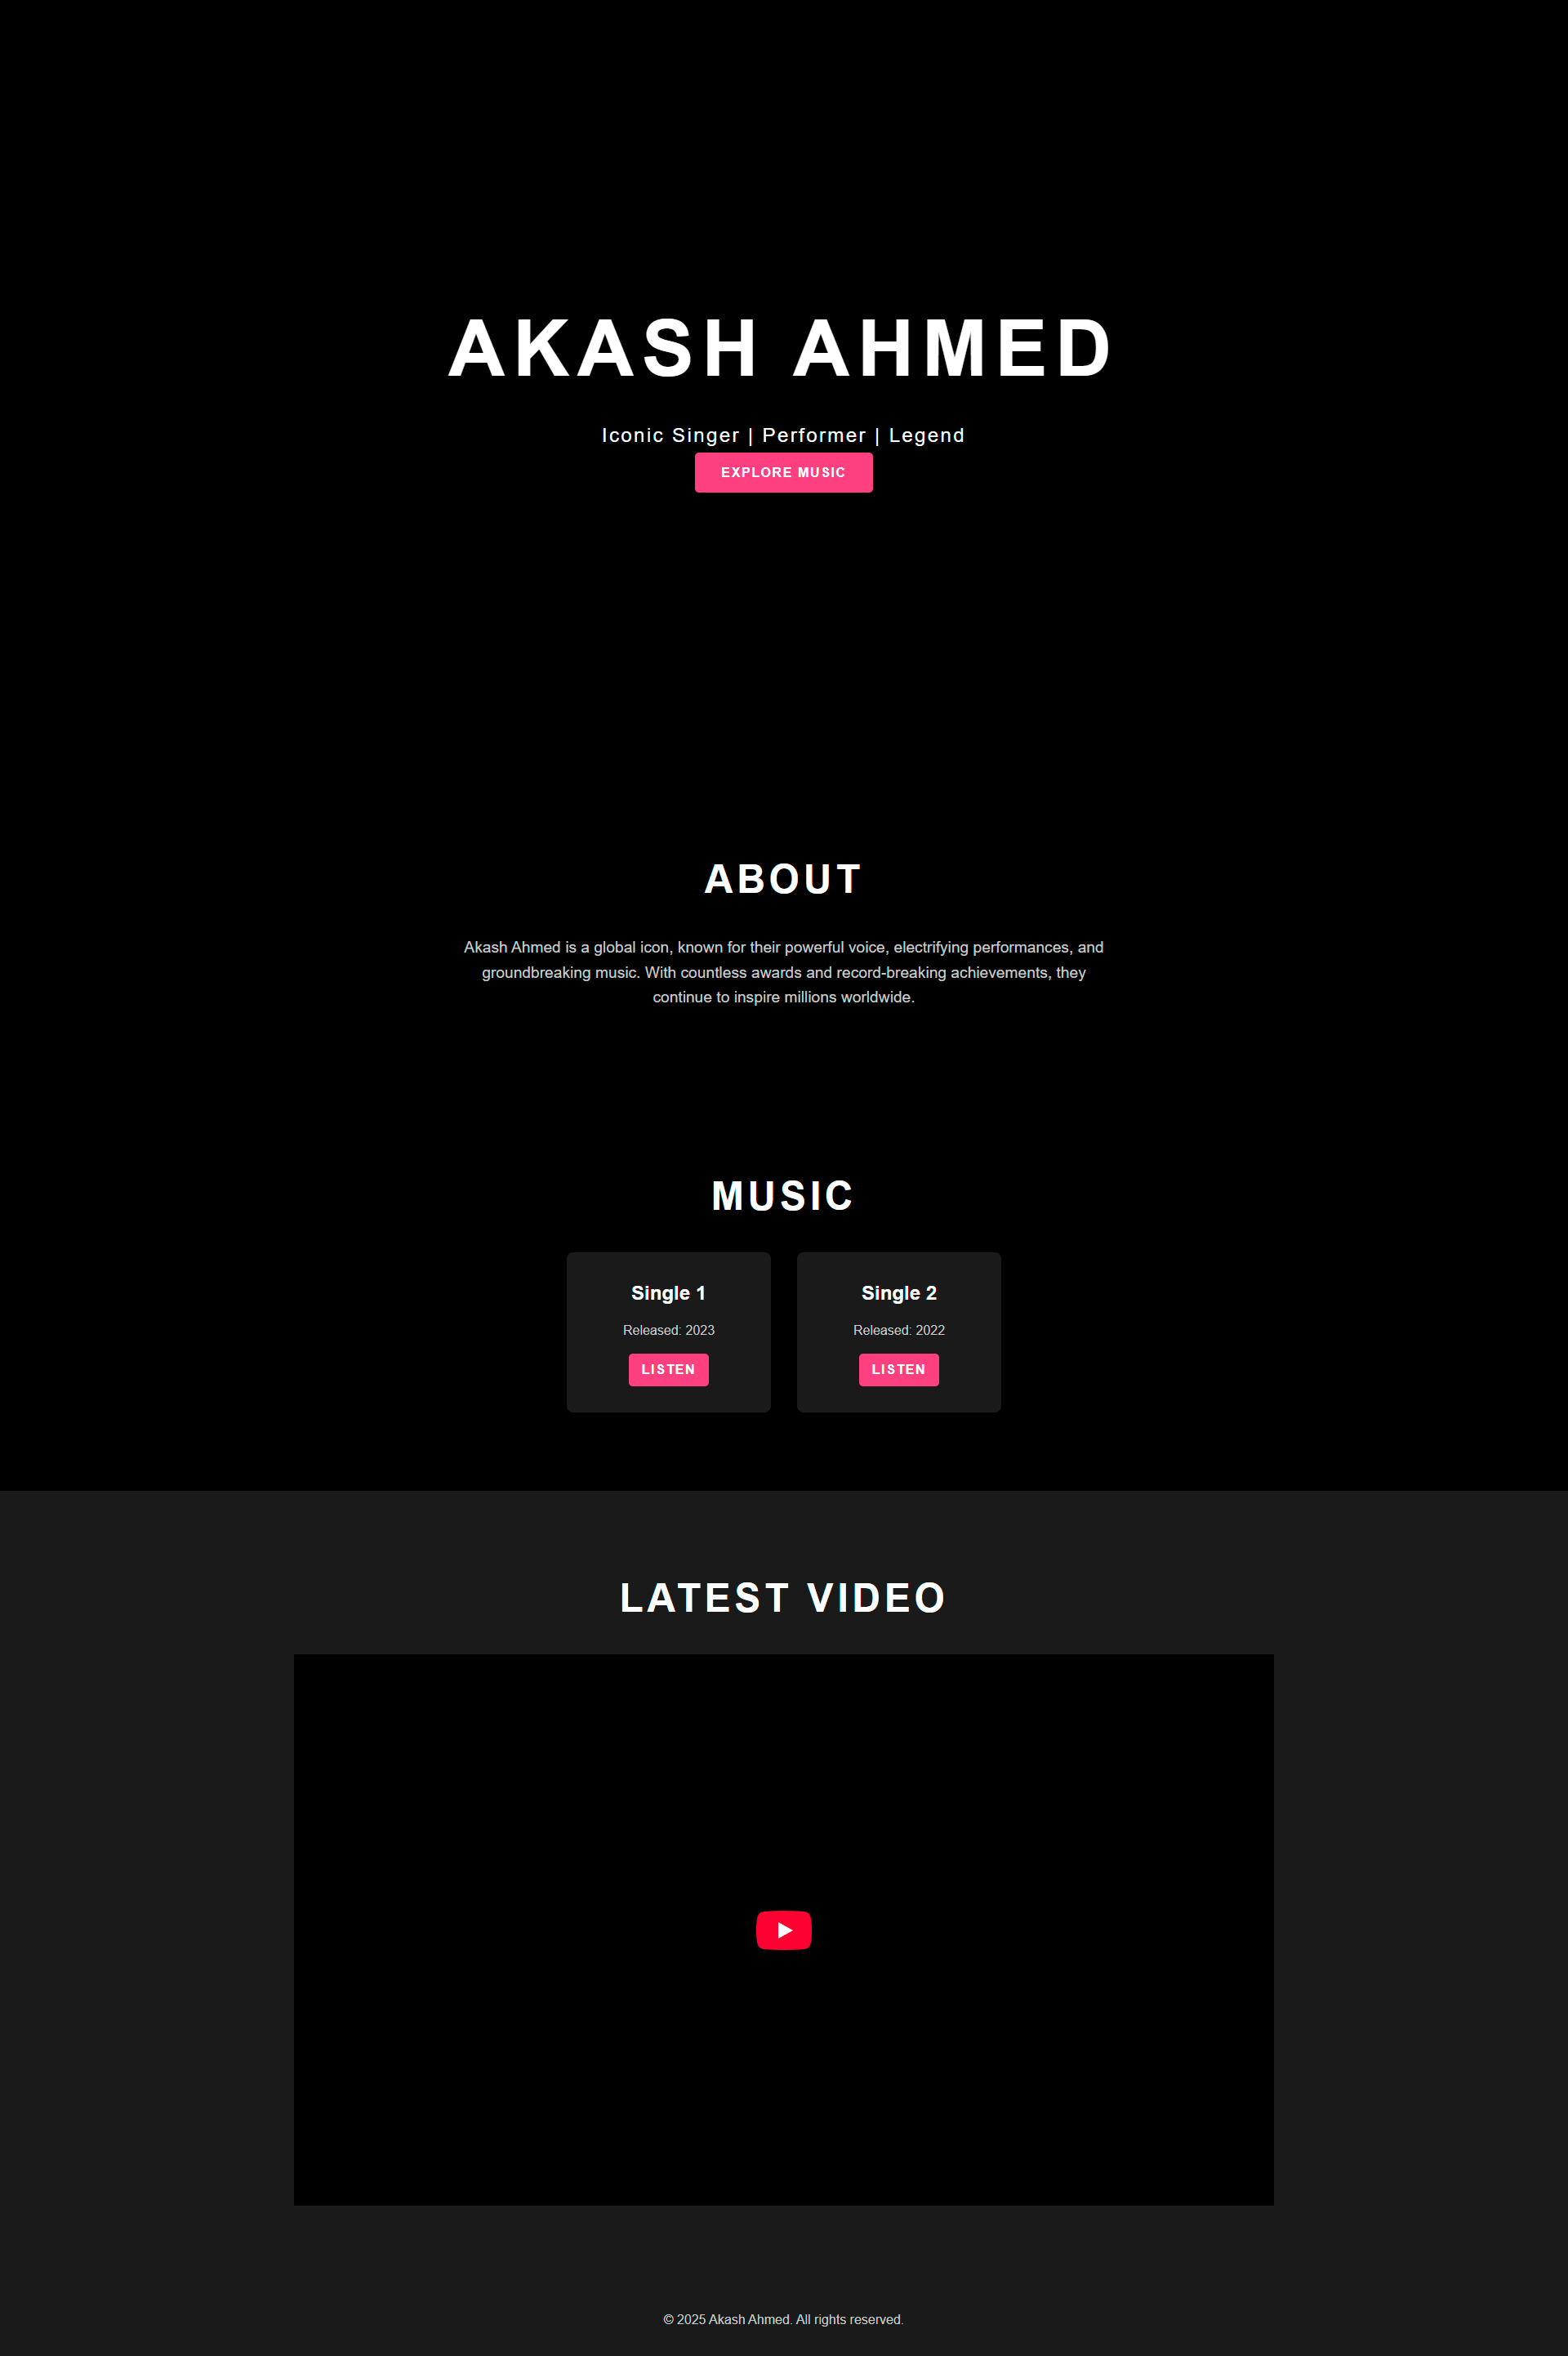 AKASH AHMED
Iconic Singer | Performer | Legend
EXPLORE MUSIC
ABOUT
Akash Ahmed is a global icon, known for their powerful voice, electrifying performances, and
groundbreaking music. With countless awards and record-breaking achievements, they
continue to inspire millions worldwide.
MUSIC
Single 1
Released: 2023
LISTEN
Single 2
Released: 2022
LISTEN
LATEST VIDEO
© 2025 Akash Ahmed. All rights reserved.